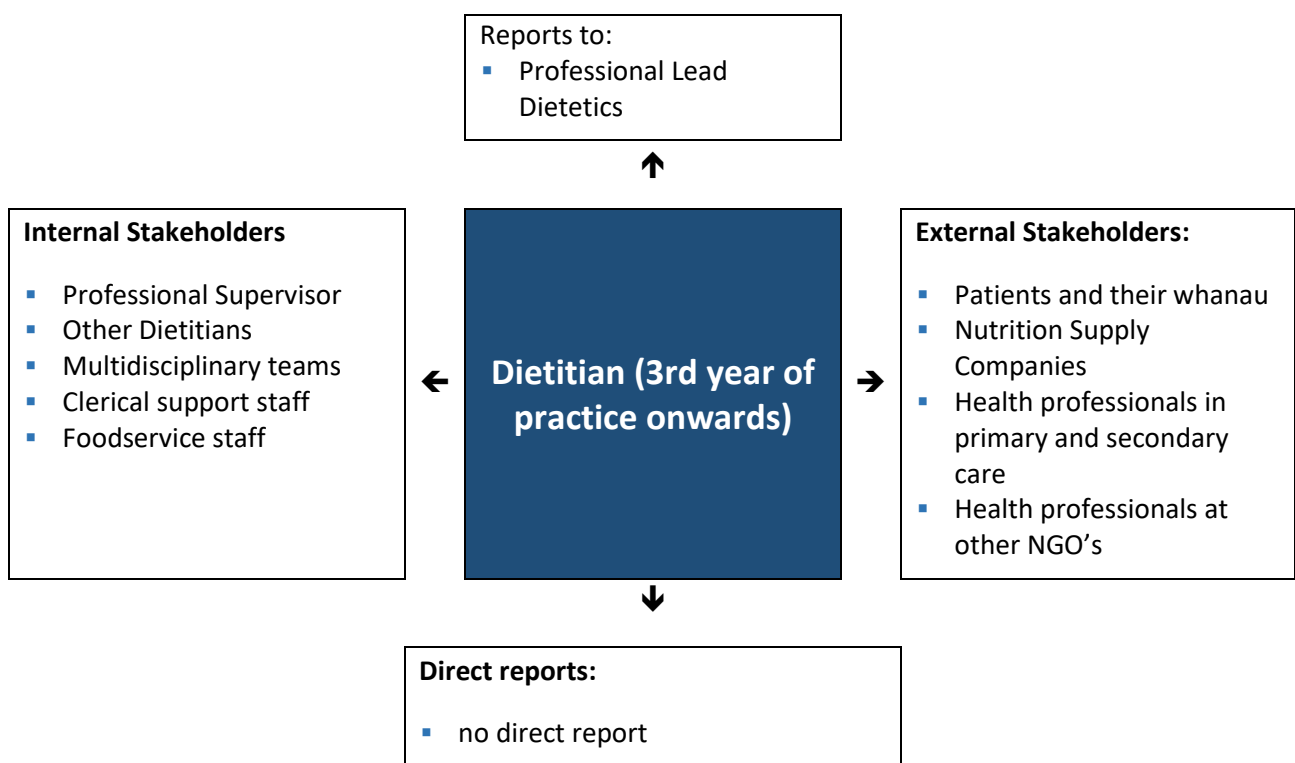 Reports to:
▪ Professional Lead
Dietetics
Internal Stakeholders
▪ Professional Supervisor
▪ Other Dietitians
▪ Multidisciplinary teams
▪ Clerical support staff
▪ Foodservice staff
Dietitian (3rd year of
practice onwards)
External Stakeholders:
▪ Patients and their whanau
▪ Nutrition Supply
Companies
▪ Health professionals in
primary and secondary
care
▪ Health professionals at
other NGO’s
Direct reports:
▪ no direct report